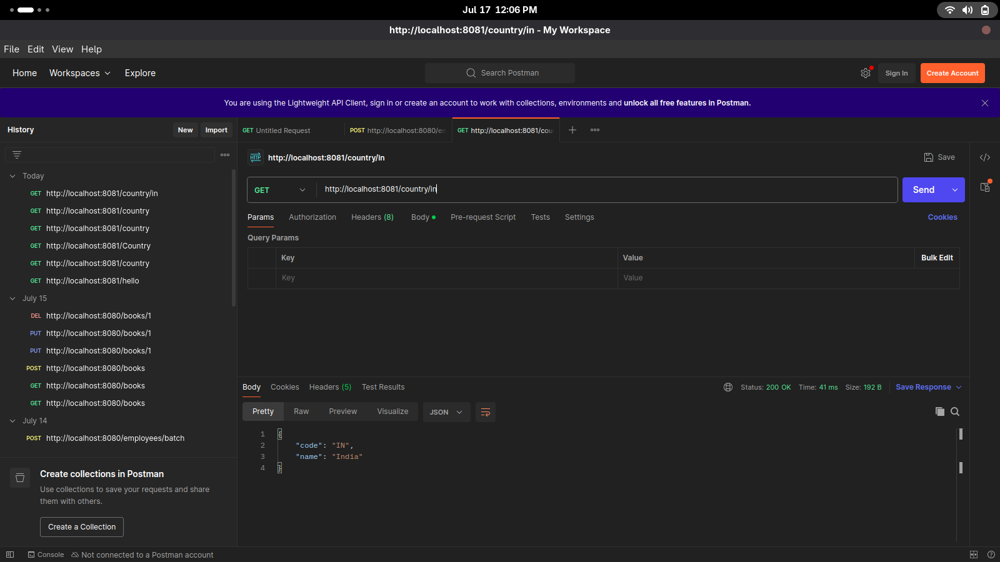 Jul 17 12:06 PM
http://localhost:8081/country/in - My Workspace
File Edit View Help
Home Workspaces Explore Search Postman Sign In Create Account
You are using the Lightweight API Client, sign in or create an account to work with collections, environments and unlock all free features in Postman.
History New Import
GET Untitled Request POST http://localhost:8080/en GET http://localhost:8081/cou
HTTP http://localhost:8081/country/in Save
GET http://localhost:8081/country/in Send
Params Authorization Headers (8) Body Pre-request Script Tests Settings Cookies
Query Params
Key Value Bulk Edit
Key Value
Today
GET http://localhost:8081/country/in
GET http://localhost:8081/country
GET http://localhost:8081/country
GET http://localhost:8081/Country
GET http://localhost:8081/country
GET http://localhost:8081/hello
July 15
DEL http://localhost:8080/books/1
PUT http://localhost:8080/books/1
PUT http://localhost:8080/books/1
POST http://localhost:8080/books
GET http://localhost:8080/books
GET http://localhost:8080/books
July 14
POST http://localhost:8080/employees/batch
Create collections in Postman
Use collections to save your requests and share
them with others.
Create a Collection
Body Cookies Headers (5) Test Results Status: 200 OK Time: 41 ms Size: 192 B Save Response
Pretty Raw Preview Visualize JSON
1 {
2 "code": "IN",
3 "name": "India"
4 }
Console Not connected to a Postman account